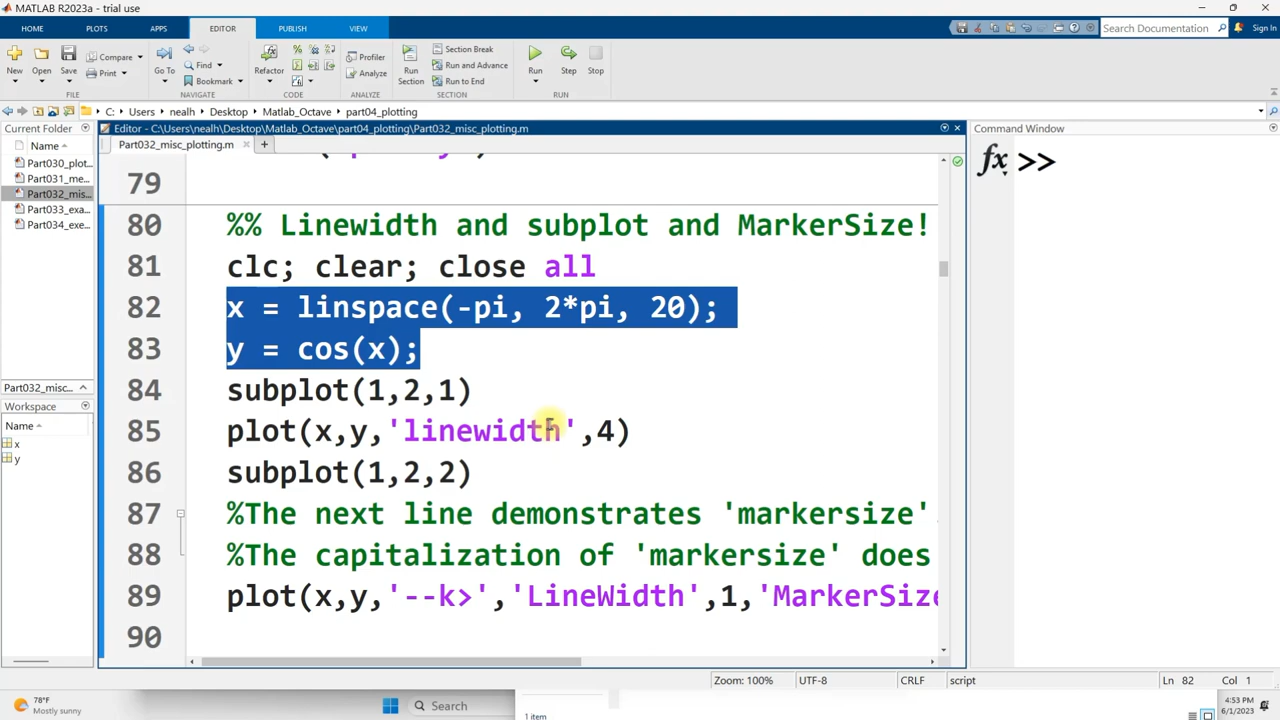 MATLAB R2023a - trial use
HOME PLOTS APPS EDITOR PUBLISH VIEW Search Documentation Sign In
New Open Save Compare Print Go To Find Bookmark Refactor Profiler Analyze Run Section Section Break Run and Advance Run to End Run Step Stop
FILE NAVIGATE CODE ANALYZE SECTION RUN
C: Users nealh Desktop Matlab_Octave part04_plotting
Current Folder
Name
Part030_plot...
Part031_me...
Part032_mis...
Part033_exa...
Part034_exe...
Part032_misc...
Workspace
Name
x
y
Editor - C:\Users\nealh\Desktop\Matlab_Octave\part04_plotting\Part032_misc_plotting.m
Part032_misc_plotting.m
79
80 %% Linewidth and subplot and MarkerSize!
81 clc; clear; close all
82 x = linspace(-pi, 2*pi, 20);
83 y = cos(x);
84 subplot(1,2,1)
85 plot(x,y,'linewidth',4)
86 subplot(1,2,2)
87 %The next line demonstrates 'markersize'
88 %The capitalization of 'markersize' does
89 plot(x,y,'--k>','LineWidth',1,'MarkerSize
90
Command Window
fx >>
Zoom: 100% UTF-8 CRLF script Ln 82 Col 1
78°F
Mostly sunny
Search
1 item
4:53 PM
6/1/2023